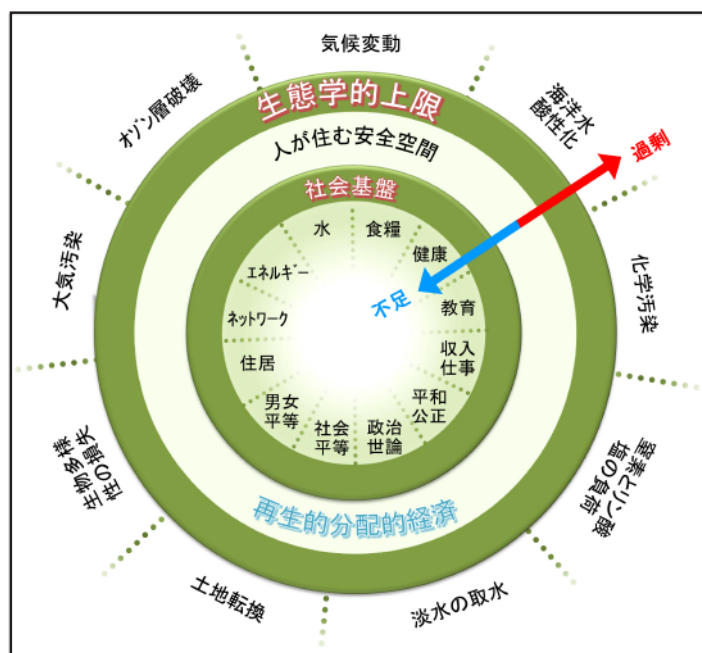 気候変動
海洋水
酸性化
過剰
化学汚染
窒素とリン酸
塩の負荷
淡水の取水
土地転換
生物多様
性の損失
大気汚染
オゾン層破壊
生態学的上限
人が住む安全空間
社会基盤
水
食糧
健康
不足
教育
収入
仕事
平和
公正
政治
世論
社会
平等
男女
平等
住居
ネットワーク
エネルギー
再生的分配的経済